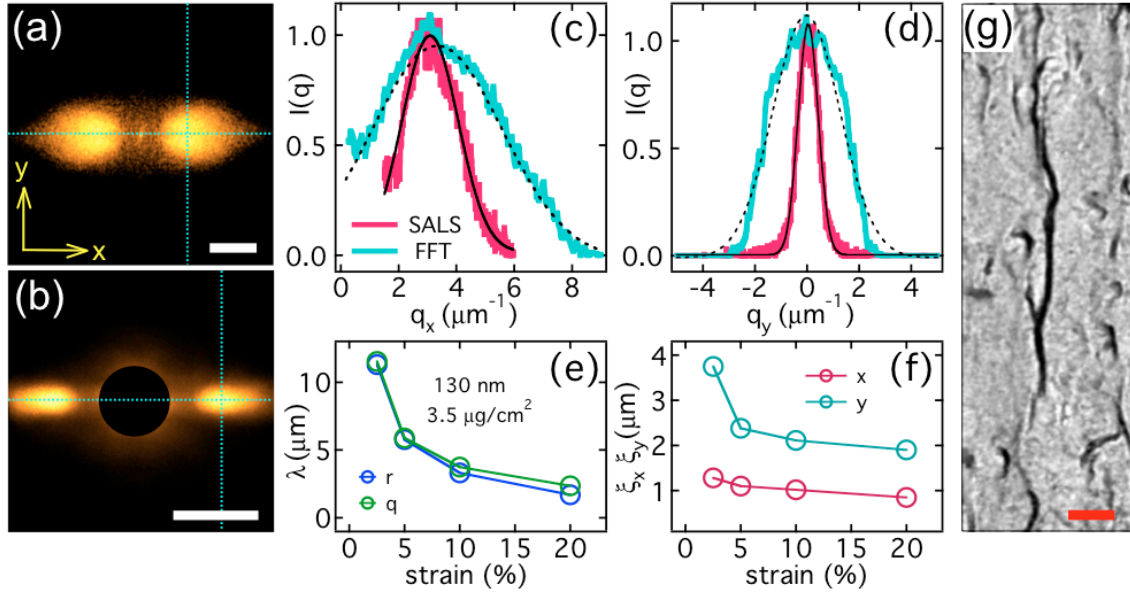 (a)
y
x
(b)
(c)
I(q)
1.0
0.5
0.0
SALS
FFT
0 2 4 6 8
qₓ (μm⁻¹)
(d)
I(q)
1.0
0.5
0.0
-4 -2 0 2 4
q_y (μm⁻¹)
(e)
130 nm
3.5 μg/cm²
λ (μm)
10
5
0
r
q
0 5 10 15 20
strain (%)
(f)
x
y
ξₓ ξ_y (μm)
4
3
2
1
0 5 10 15 20
strain (%)
(g)